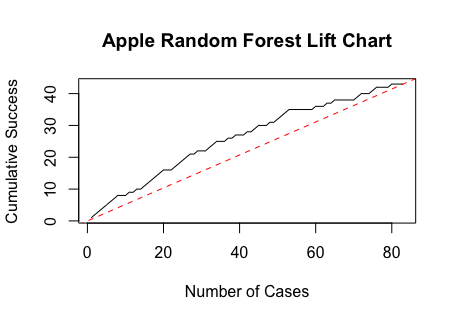 Apple Random Forest Lift Chart
Cumulative Success
0 10 20 30 40
0 20 40 60 80
Number of Cases